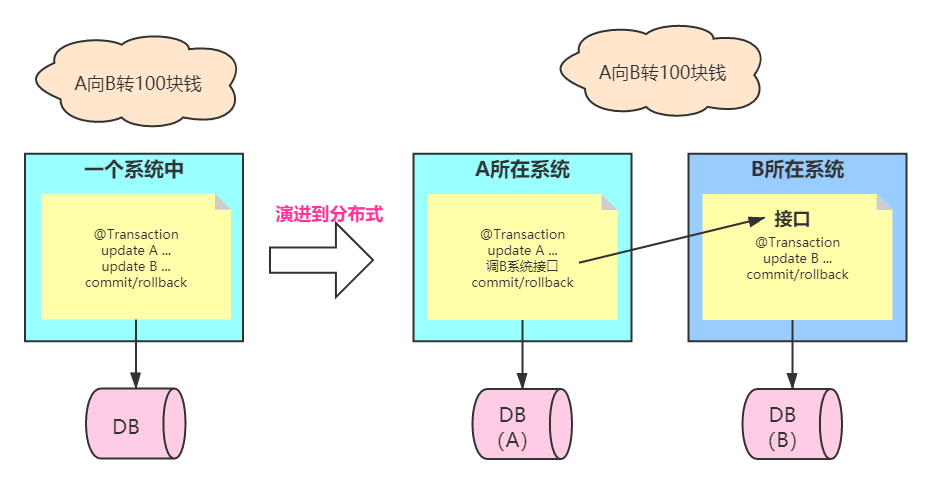 A向B转100块钱
A向B转100块钱
一个系统中
@Transaction
update A ...
update B ...
commit/rollback
DB
演进到分布式
A所在系统
@Transaction
update A ...
调B系统接口
commit/rollback
DB
（A）
B所在系统
接口
@Transaction
update B ...
commit/rollback
DB
（B）